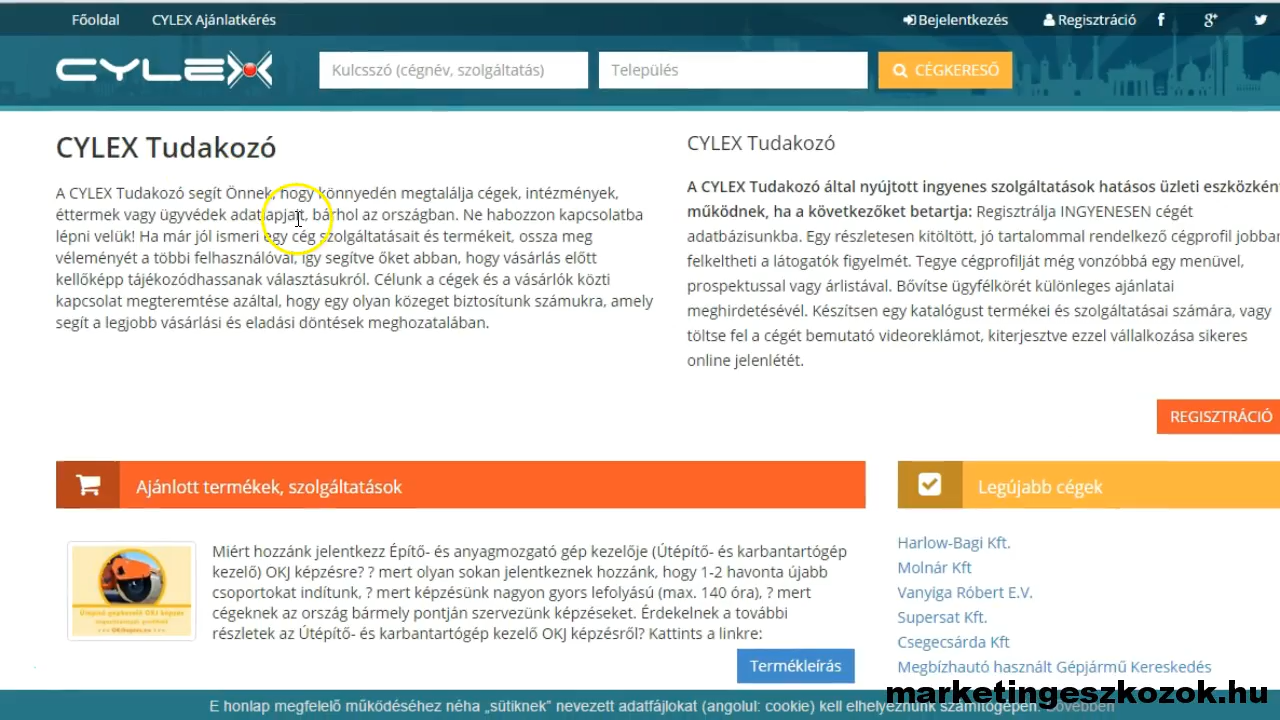 Főoldal
CYLEX Ajánlatkérés
Bejelentkezés
Regisztráció
CYLEX
Kulcsszó (cégnév, szolgáltatás)
Település
CÉGKERESŐ
CYLEX Tudakozó
A CYLEX Tudakozó segít Önnek, hogy könnyedén megtalálja cégek, intézmények,
éttermek vagy ügyvédek adatlapjait, bárhol az országban. Ne habozzon kapcsolatba
lépni velük! Ha már jól ismeri egy cég szolgáltatásait és termékeit, ossza meg
véleményét a többi felhasználóval, így segítve őket abban, hogy vásárlás előtt
kellőképp tájékozódhassanak választásukról. Célunk a cégek és a vásárlók közti
kapcsolat megteremtése azáltal, hogy egy olyan közeget biztosítunk számukra, amely
segít a legjobb vásárlási és eladási döntések meghozatalában.
CYLEX Tudakozó
A CYLEX Tudakozó által nyújtott ingyenes szolgáltatások hatásos üzleti eszközként
működnek, ha a következőket betartja: Regisztrálja INGYENESEN cégét
adatbázisunkba. Egy részletesen kitöltött, jó tartalommal rendelkező cégprofil jobban
felkeltheti a látogatók figyelmét. Tegye cégprofilját még vonzóbbá egy menüvel,
prospektussal vagy árlistával. Bővítse ügyfélkörét különleges ajánlatai
meghirdetésével. Készítsen egy katalógust termékei és szolgáltatásai számára, vagy
töltse fel a cégét bemutató videoreklámot, kiterjesztve ezzel vállalkozása sikeres
online jelenlétét.
REGISZTRÁCIÓ
Ajánlott termékek, szolgáltatások
Legújabb cégek
Miért hozzánk jelentkezz Építő- és anyagmozgató gép kezelője (Útépítő- és karbantartógép
kezelő) OKJ képzésre? ? mert olyan sokan jelentkeznek hozzánk, hogy 1-2 havonta újabb
csoportokat indítunk, ? mert képzésünk nagyon gyors lefolyású (max. 140 óra), ? mert
cégeknek az ország bármely pontján szervezünk képzéseket. Érdekelnek a további
részletek az Útépítő- és karbantartógép kezelő OKJ képzésről? Kattints a linkre:
Termékleírás
Harlow-Bagi Kft.
Molnár Kft
Vanyiga Róbert E.V.
Supersat Kft.
Csegecsárda Kft
Megbízhautó használt Gépjármű Kereskedés
marketingeszkozok.hu
E honlap megfelelő működéséhez néha „sütiknek” nevezett adatfájlokat (angolul: cookie) kell elhelyeznünk számítógépén. Bővebben